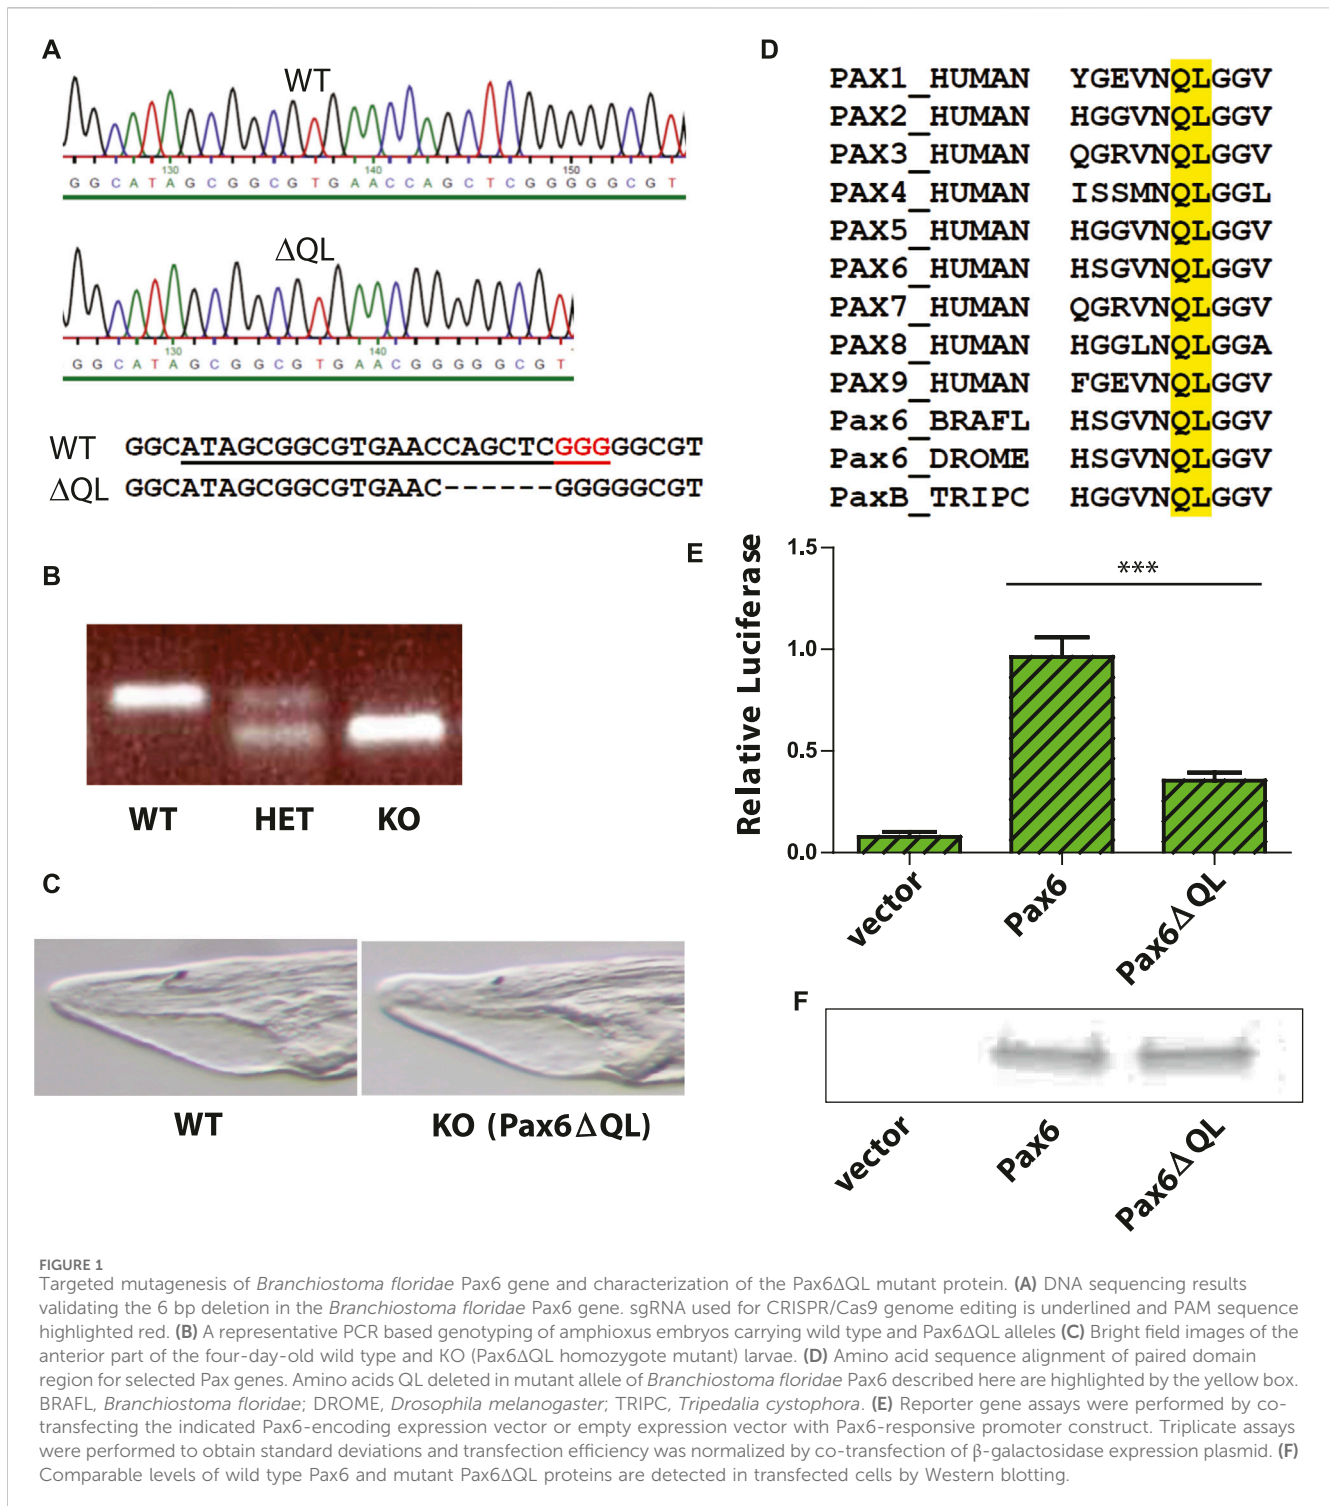 A
WT
130 140 150
G G C A T A G C G G C G T G A A C C A G C T C G G G G G C G T
ΔQL
130 140
G G C A T A G C G G C G T G A A C G G G G G C G T
WT GGCATAGCGGCGTGAACCAGCTCGGGGGCGT
ΔQL GGCATAGCGGCGTGAAC------GGGGGCGT
B
WT HET KO
C
WT KO (Pax6ΔQL)
D
PAX1_HUMAN YGEVNQLGGV
PAX2_HUMAN HGGVNQLGGV
PAX3_HUMAN QGRVNQLGGV
PAX4_HUMAN ISSMNQLGGL
PAX5_HUMAN HGGVNQLGGV
PAX6_HUMAN HSGVNQLGGV
PAX7_HUMAN QGRVNQLGGV
PAX8_HUMAN HGGLNQLGGA
PAX9_HUMAN FGEVNQLGGV
Pax6_BRAFL HSGVNQLGGV
Pax6_DROME HSGVNQLGGV
PaxB_TRIPC HGGVNQLGGV
E
Relative Luciferase
1.5
1.0
0.5
0.0
***
vector Pax6 Pax6ΔQL
F
vector Pax6 Pax6ΔQL
FIGURE 1
Targeted mutagenesis of Branchiostoma floridae Pax6 gene and characterization of the Pax6ΔQL mutant protein. (A) DNA sequencing results
validating the 6 bp deletion in the Branchiostoma floridae Pax6 gene. sgRNA used for CRISPR/Cas9 genome editing is underlined and PAM sequence
highlighted red. (B) A representative PCR based genotyping of amphioxus embryos carrying wild type and Pax6ΔQL alleles (C) Bright field images of the
anterior part of the four-day-old wild type and KO (Pax6ΔQL homozygote mutant) larvae. (D) Amino acid sequence alignment of paired domain
region for selected Pax genes. Amino acids QL deleted in mutant allele of Branchiostoma floridae Pax6 described here are highlighted by the yellow box.
BRAFL, Branchiostoma floridae; DROME, Drosophila melanogaster; TRIPC, Tripedalia cystophora. (E) Reporter gene assays were performed by co-
transfecting the indicated Pax6-encoding expression vector or empty expression vector with Pax6-responsive promoter construct. Triplicate assays
were performed to obtain standard deviations and transfection efficiency was normalized by co-transfection of β-galactosidase expression plasmid. (F)
Comparable levels of wild type Pax6 and mutant Pax6ΔQL proteins are detected in transfected cells by Western blotting.